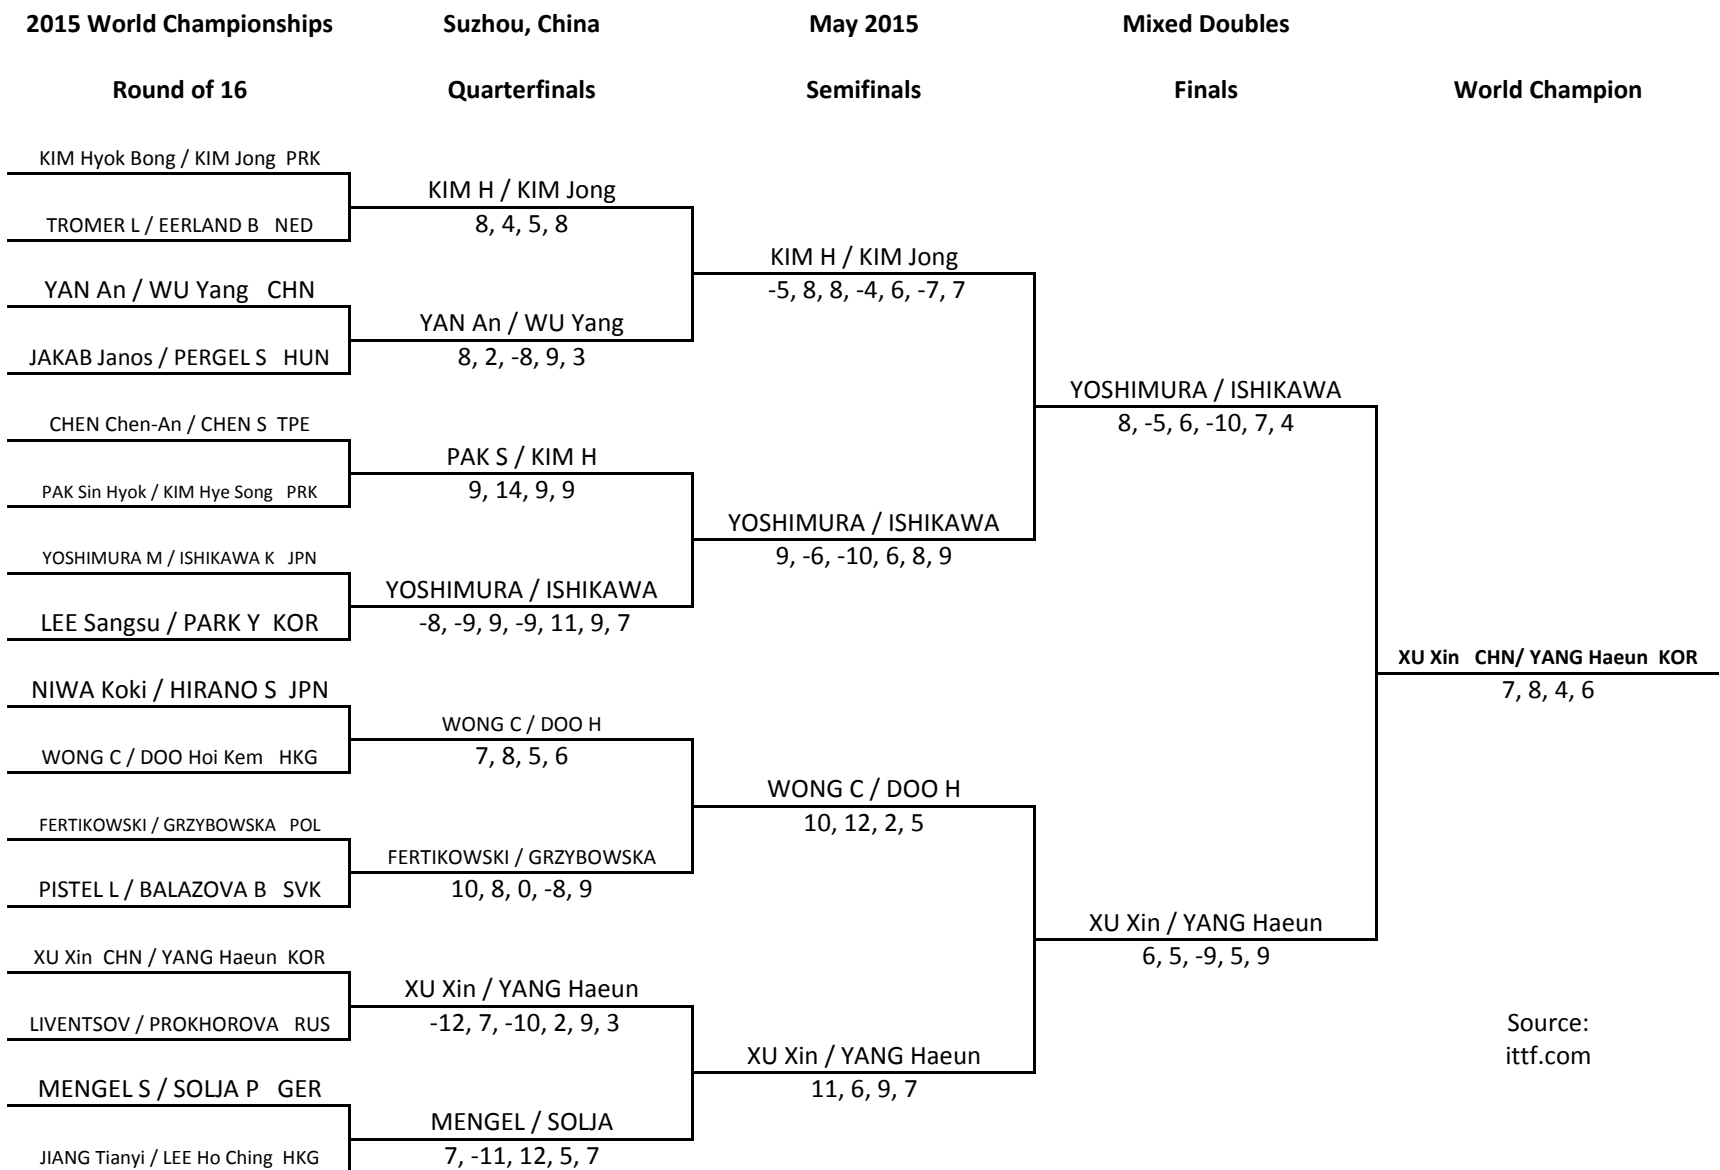 2015 World Championships Suzhou, China May 2015 Mixed Doubles
Round of 16 Quarterfinals Semifinals Finals World Champion
KIM Hyok Bong / KIM Jong PRK
KIM H / KIM Jong
TROMER L / EERLAND B NED
8, 4, 5, 8
KIM H / KIM Jong
YAN An / WU Yang CHN
-5, 8, 8, -4, 6, -7, 7
YAN An / WU Yang
JAKAB Janos / PERGEL S HUN
8, 2, -8, 9, 3
YOSHIMURA / ISHIKAWA
CHEN Chen-An / CHEN S TPE
8, -5, 6, -10, 7, 4
PAK S / KIM H
PAK Sin Hyok / KIM Hye Song PRK
9, 14, 9, 9
YOSHIMURA / ISHIKAWA
YOSHIMURA M / ISHIKAWA K JPN
9, -6, -10, 6, 8, 9
YOSHIMURA / ISHIKAWA
LEE Sangsu / PARK Y KOR
-8, -9, 9, -9, 11, 9, 7
XU Xin CHN/ YANG Haeun KOR
NIWA Koki / HIRANO S JPN
7, 8, 4, 6
WONG C / DOO H
WONG C / DOO Hoi Kem HKG
7, 8, 5, 6
WONG C / DOO H
FERTIKOWSKI / GRZYBOWSKA POL
10, 12, 2, 5
FERTIKOWSKI / GRZYBOWSKA
PISTEL L / BALAZOVA B SVK
10, 8, 0, -8, 9
XU Xin / YANG Haeun
XU Xin CHN / YANG Haeun KOR
6, 5, -9, 5, 9
XU Xin / YANG Haeun
LIVENTSOV / PROKHOROVA RUS
-12, 7, -10, 2, 9, 3
Source:
XU Xin / YANG Haeun
ittf.com
MENGEL S / SOLJA P GER
11, 6, 9, 7
MENGEL / SOLJA
JIANG Tianyi / LEE Ho Ching HKG
7, -11, 12, 5, 7